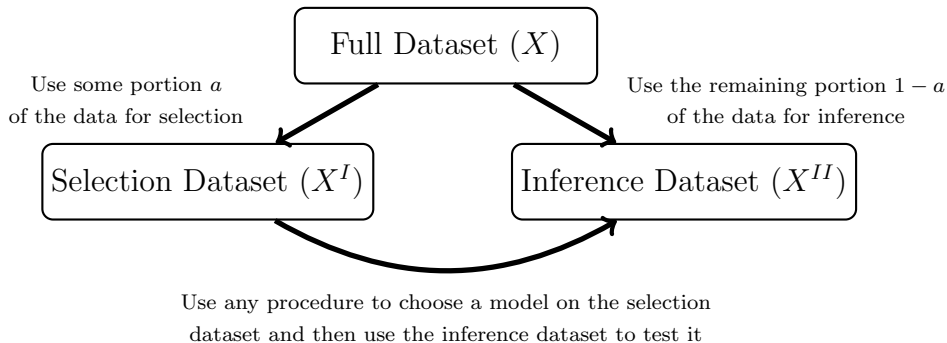 Full Dataset (X)
Use some portion a
of the data for selection
Use the remaining portion 1 − a
of the data for inference
Selection Dataset (X^I)
Inference Dataset (X^{II})
Use any procedure to choose a model on the selection
dataset and then use the inference dataset to test it